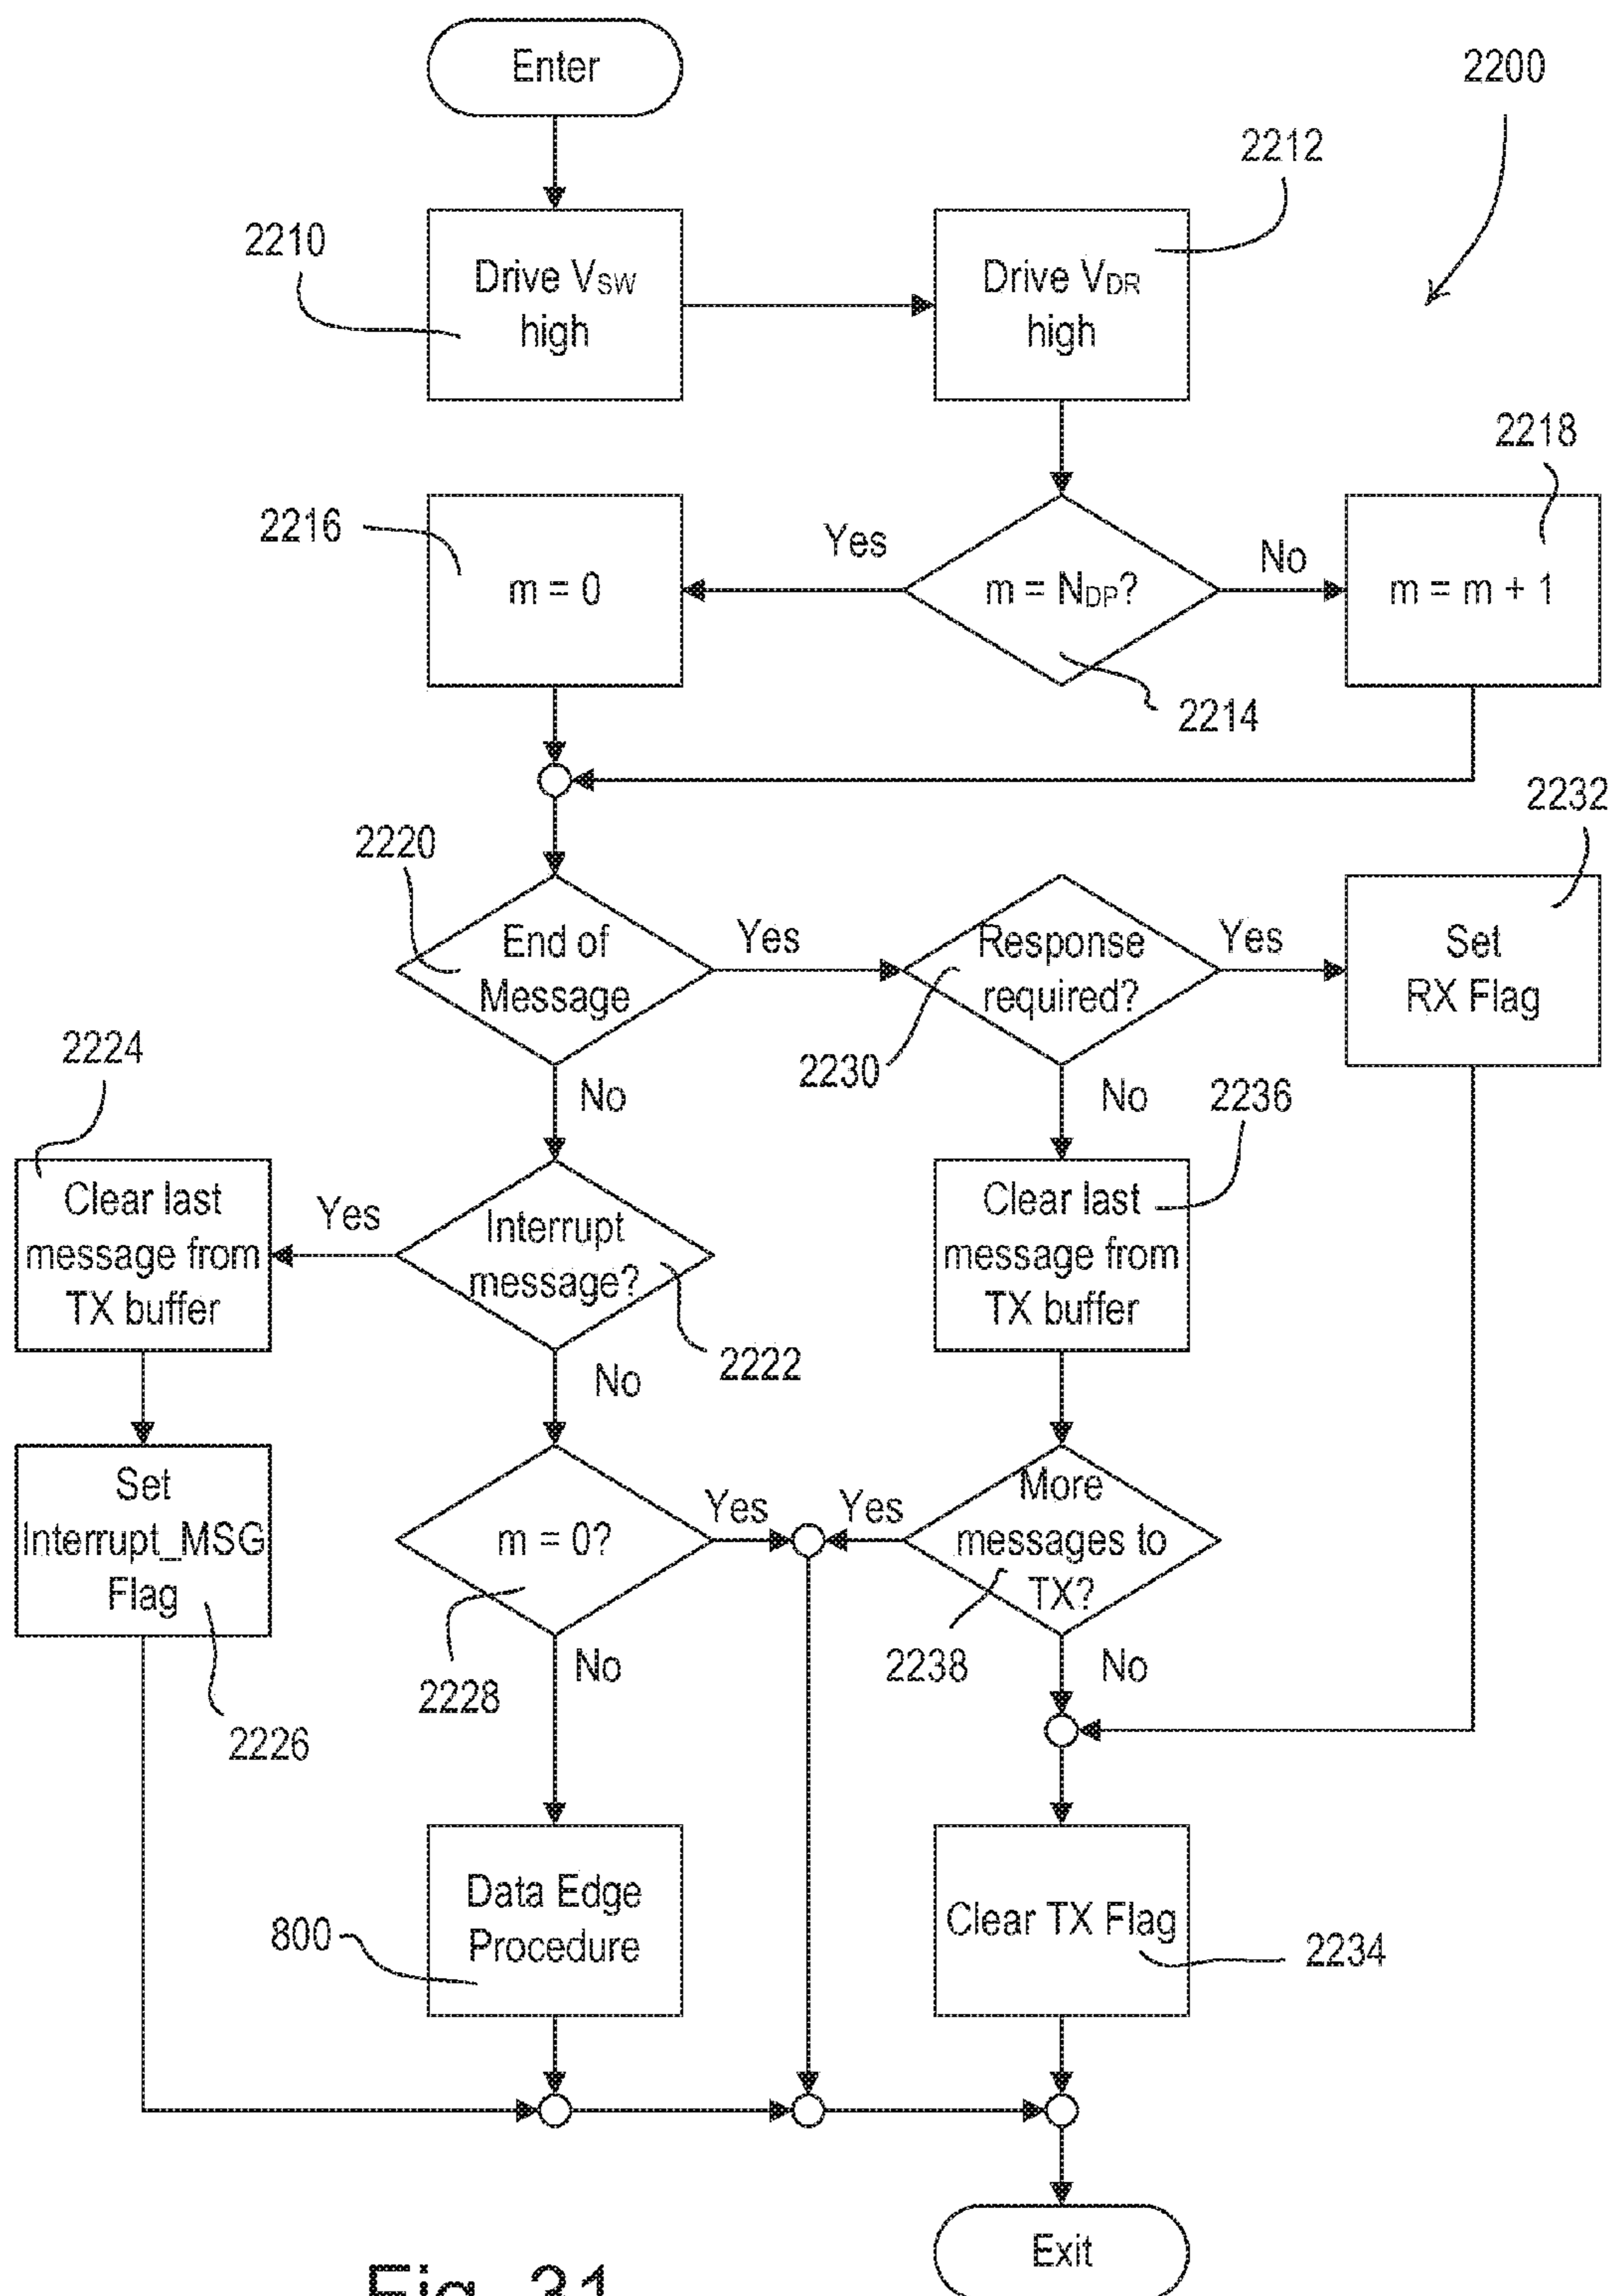 Enter
2200
2212
2210
Drive VSW
high
Drive VDR
high
2218
2216
m = 0
Yes
m = NDP?
No
m = m + 1
2214
2232
2220
End of
Message
Yes
Response
required?
Yes
Set
RX Flag
2224
2230
No
No
2236
Clear last
message from
TX buffer
Yes
Interrupt
message?
Clear last
message from
TX buffer
2222
No
Set
Interrupt_MSG
Flag
m = 0?
Yes
Yes
More
messages to
TX?
2228
No
2238
No
2226
Data Edge
Procedure
800
Clear TX Flag
2234
Exit
Fig. 31